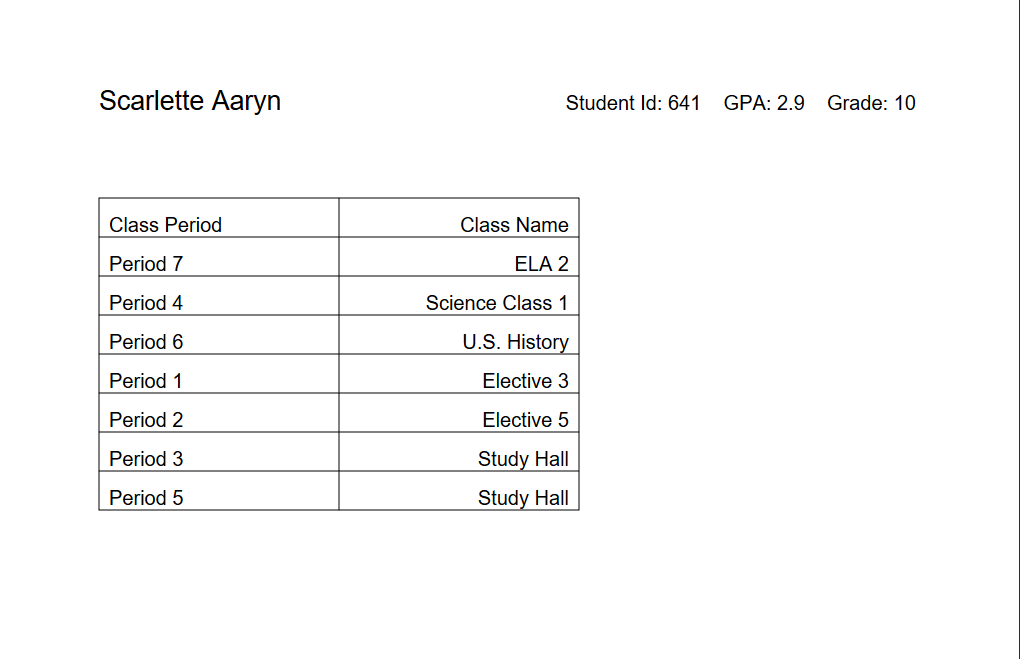 Scarlette Aaryn Student Id: 641 GPA: 2.9 Grade: 10
Class Period Class Name
Period 7 ELA 2
Period 4 Science Class 1
Period 6 U.S. History
Period 1 Elective 3
Period 2 Elective 5
Period 3 Study Hall
Period 5 Study Hall